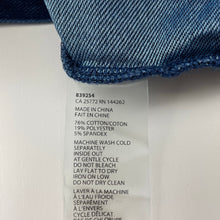 839254
CA 25772 RN 144262
MADE IN CHINA
FAIT EN CHINE
76% COTTON/COTON
19% POLYESTER
5% SPANDEX
MACHINE WASH COLD
SEPARATELY
INSIDE OUT
AT GENTLE CYCLE
DO NOT BLEACH
LAY FLAT TO DRY
IRON ON LOW
DO NOT DRY CLEAN
LAVER À LA MACHINE
À L'EAU FROIDE
SÉPARÉMENT
À L'ENVERS
CYCLE DÉLICAT